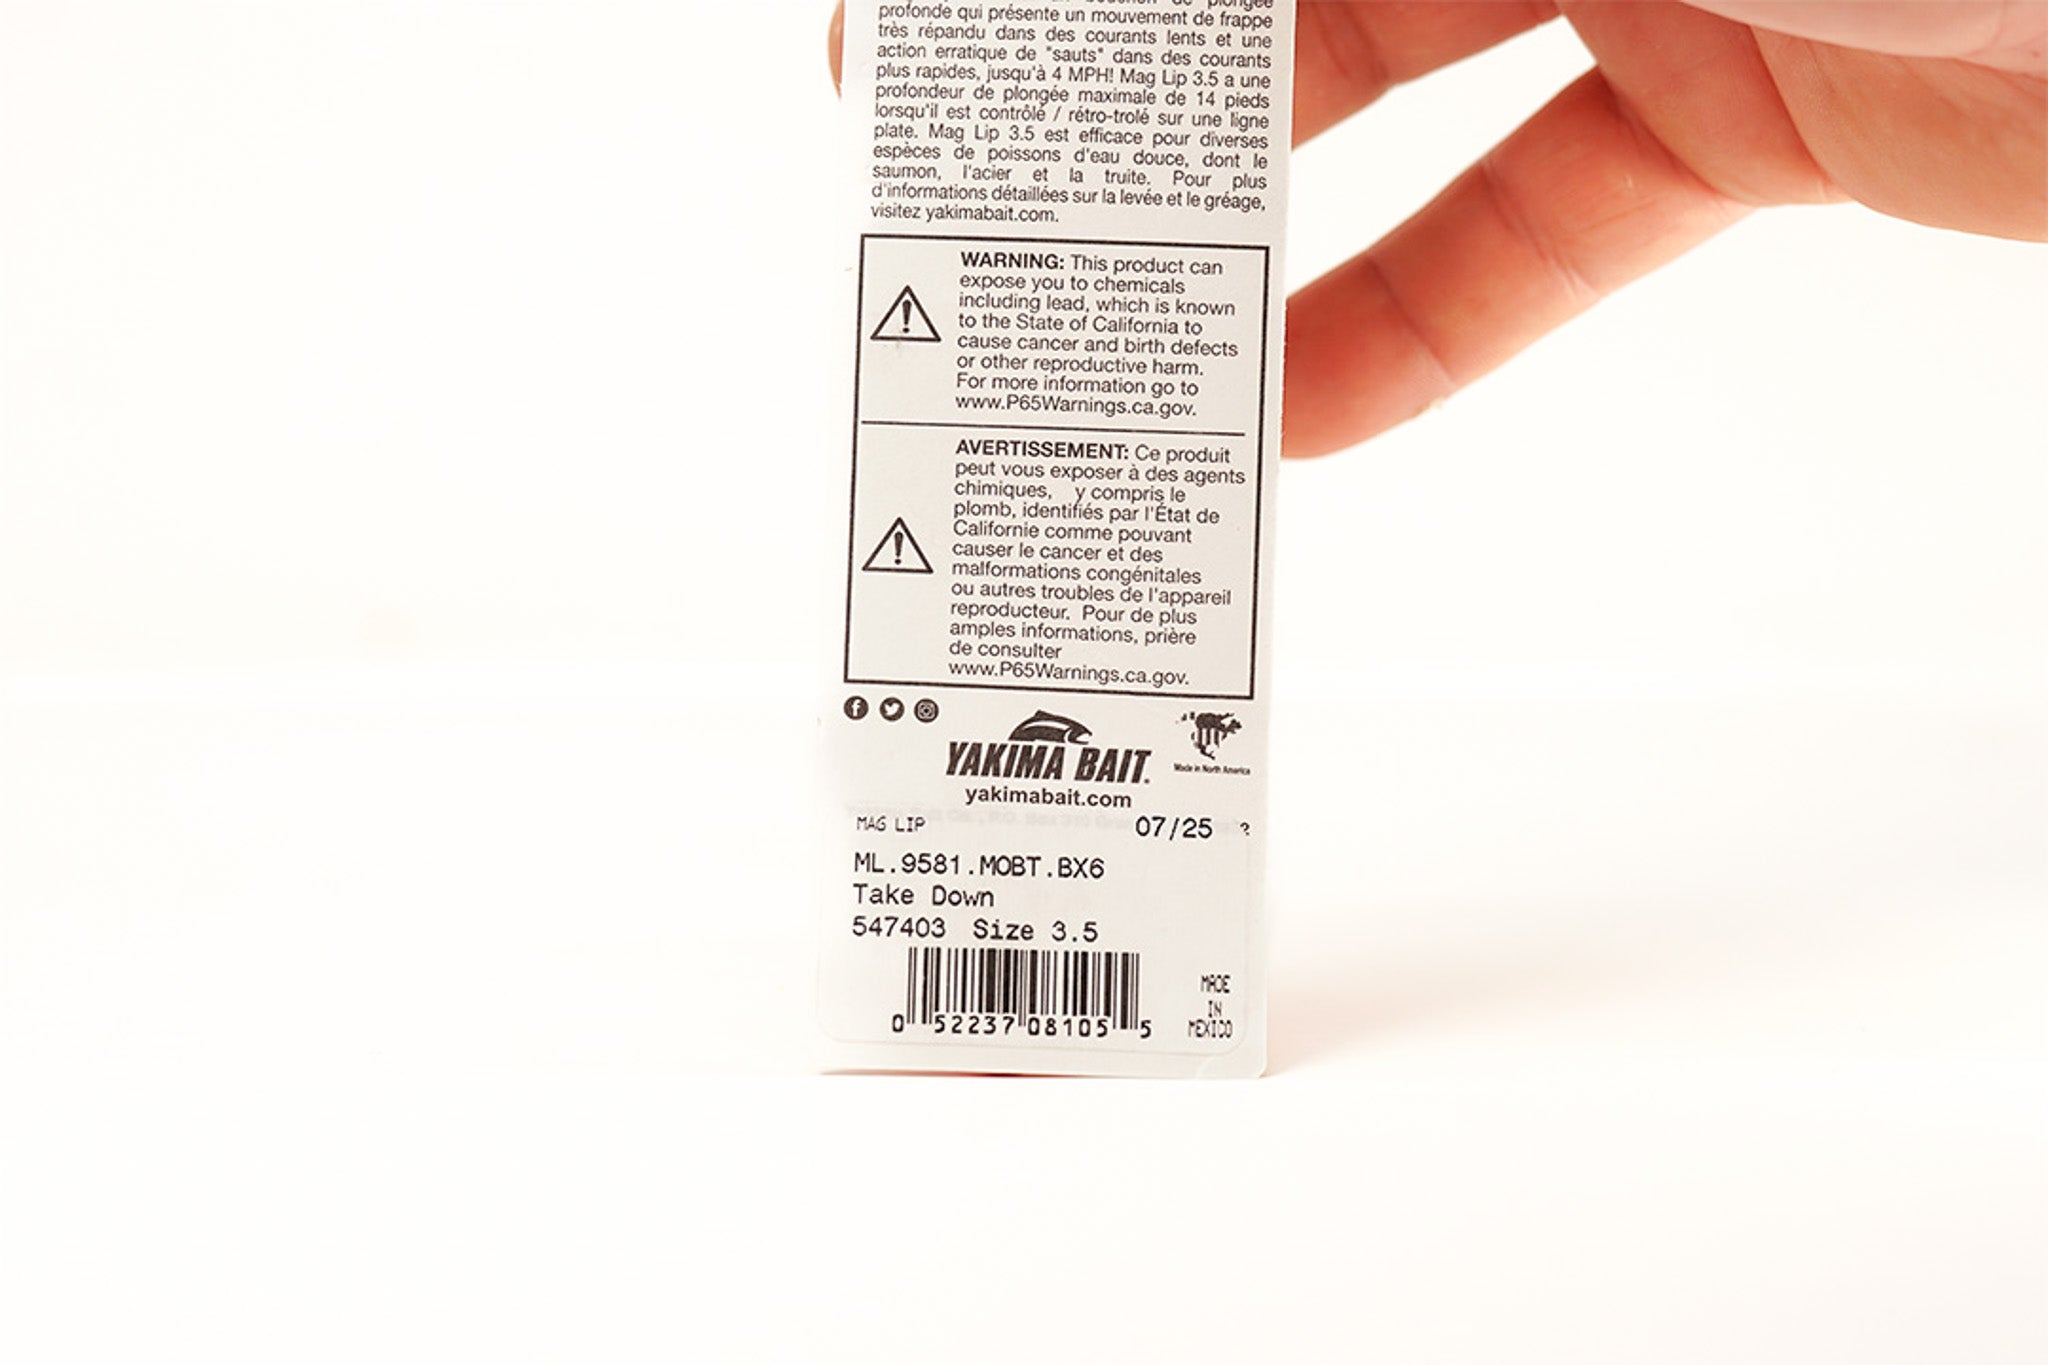 de plongée
profonde qui présente un mouvement de frappe
très répandu dans des courants lents et une
action erratique de "sauts" dans des courants
plus rapides, jusqu'à 4 MPH! Mag Lip 3.5 a une
profondeur de plongée maximale de 14 pieds
lorsqu'il est contrôlé / rétro-trolé sur une ligne
plate. Mag Lip 3.5 est efficace pour diverses
espèces de poissons d'eau douce, dont le
saumon, l'acier et la truite. Pour plus
d'informations détaillées sur la levée et le gréage,
visitez yakimabait.com.
WARNING: This product can
expose you to chemicals
including lead, which is known
to the State of California to
cause cancer and birth defects
or other reproductive harm.
For more information go to
www.P65Warnings.ca.gov.
AVERTISSEMENT: Ce produit
peut vous exposer à des agents
chimiques, y compris le
plomb, identifiés par l'État de
Californie comme pouvant
causer le cancer et des
malformations congénitales
ou autres troubles de l'appareil
reproducteur. Pour de plus
amples informations, prière
de consulter
www.P65Warnings.ca.gov.
YAKIMA BAIT.
Made in North America
yakimabait.com
MAG LIP 07/25 ?
ML.9581.MOBT.BX6
Take Down
547403 Size 3.5
0 52237 08105 5
MADE
IN
MEXICO